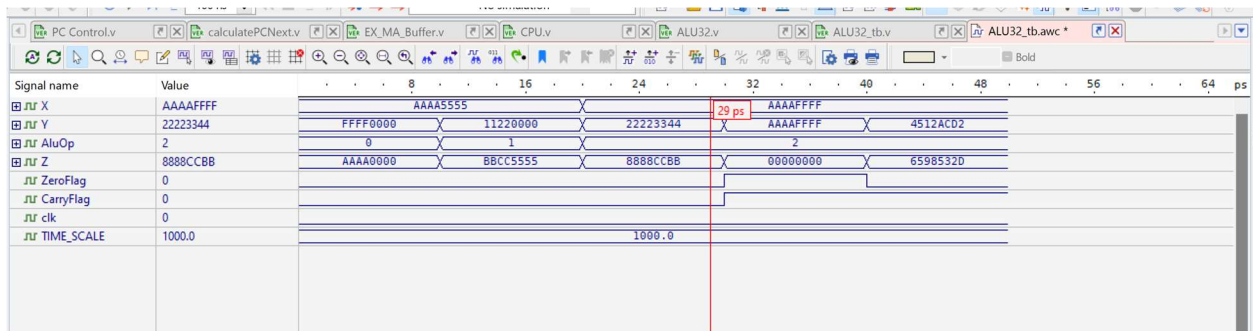 No simulation
PC Control.v calculatePCNext.v EX_MA_Buffer.v CPU.v ALU32.v ALU32_tb.v ALU32_tb.awc *
Bold
Signal name Value 8 16 24 32 40 48 56 64 ps
X AAAAFFFF AAAA5555 AAAAFFFF
29 ps
Y 22223344 FFFF0000 11220000 22223344 AAAAFFFF 4512ACD2
AluOp 2 0 1 2
Z 8888CCBB AAAA0000 BBCC5555 8888CCBB 00000000 6598532D
ZeroFlag 0
CarryFlag 0
clk 0
TIME_SCALE 1000.0 1000.0